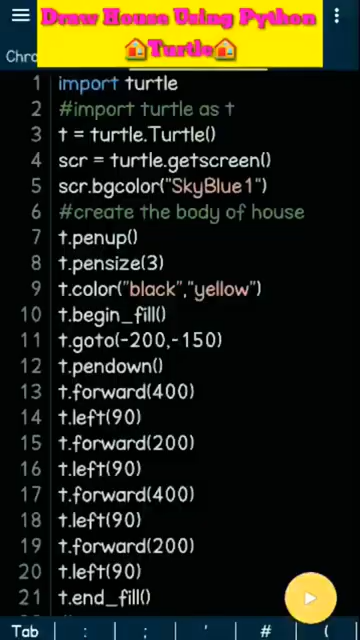 Draw House Using Python
🏠Turtle🏠
Chro
1 import turtle
2 #import turtle as t
3 t = turtle.Turtle()
4 scr = turtle.getscreen()
5 scr.bgcolor("SkyBlue1")
6 #create the body of house
7 t.penup()
8 t.pensize(3)
9 t.color("black","yellow")
10 t.begin_fill()
11 t.goto(-200,-150)
12 t.pendown()
13 t.forward(400)
14 t.left(90)
15 t.forward(200)
16 t.left(90)
17 t.forward(400)
18 t.left(90)
19 t.forward(200)
20 t.left(90)
21 t.end_fill()
Tab : ; ' # (